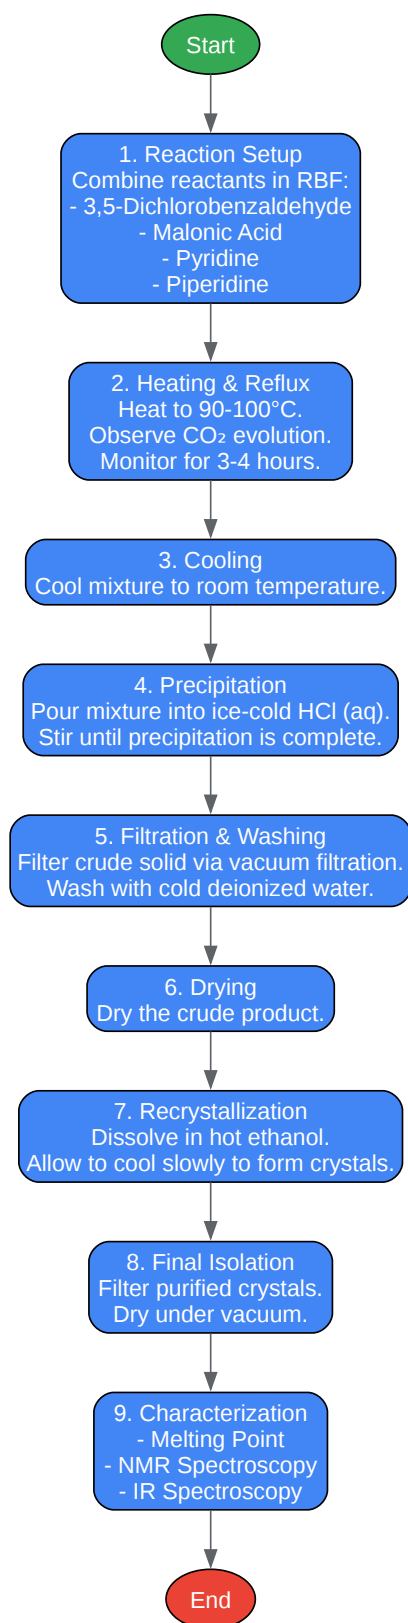 Start
1. Reaction Setup
Combine reactants in RBF:
- 3,5-Dichlorobenzaldehyde
- Malonic Acid
- Pyridine
- Piperidine
2. Heating & Reflux
Heat to 90-100°C.
Observe CO₂ evolution.
Monitor for 3-4 hours.
3. Cooling
Cool mixture to room temperature.
4. Precipitation
Pour mixture into ice-cold HCl (aq).
Stir until precipitation is complete.
5. Filtration & Washing
Filter crude solid via vacuum filtration.
Wash with cold deionized water.
6. Drying
Dry the crude product.
7. Recrystallization
Dissolve in hot ethanol.
Allow to cool slowly to form crystals.
8. Final Isolation
Filter purified crystals.
Dry under vacuum.
9. Characterization
- Melting Point
- NMR Spectroscopy
- IR Spectroscopy
End